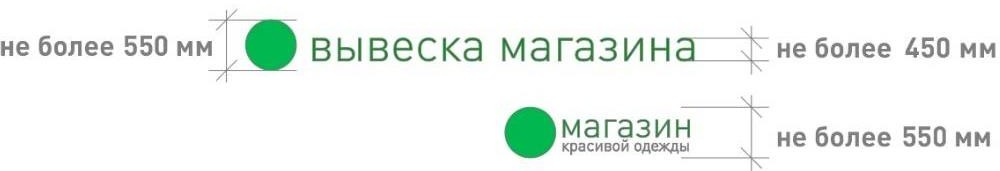 не более 550 мм вывеска магазина не более 450 мм
магазин
красивой одежды
не более 550 мм